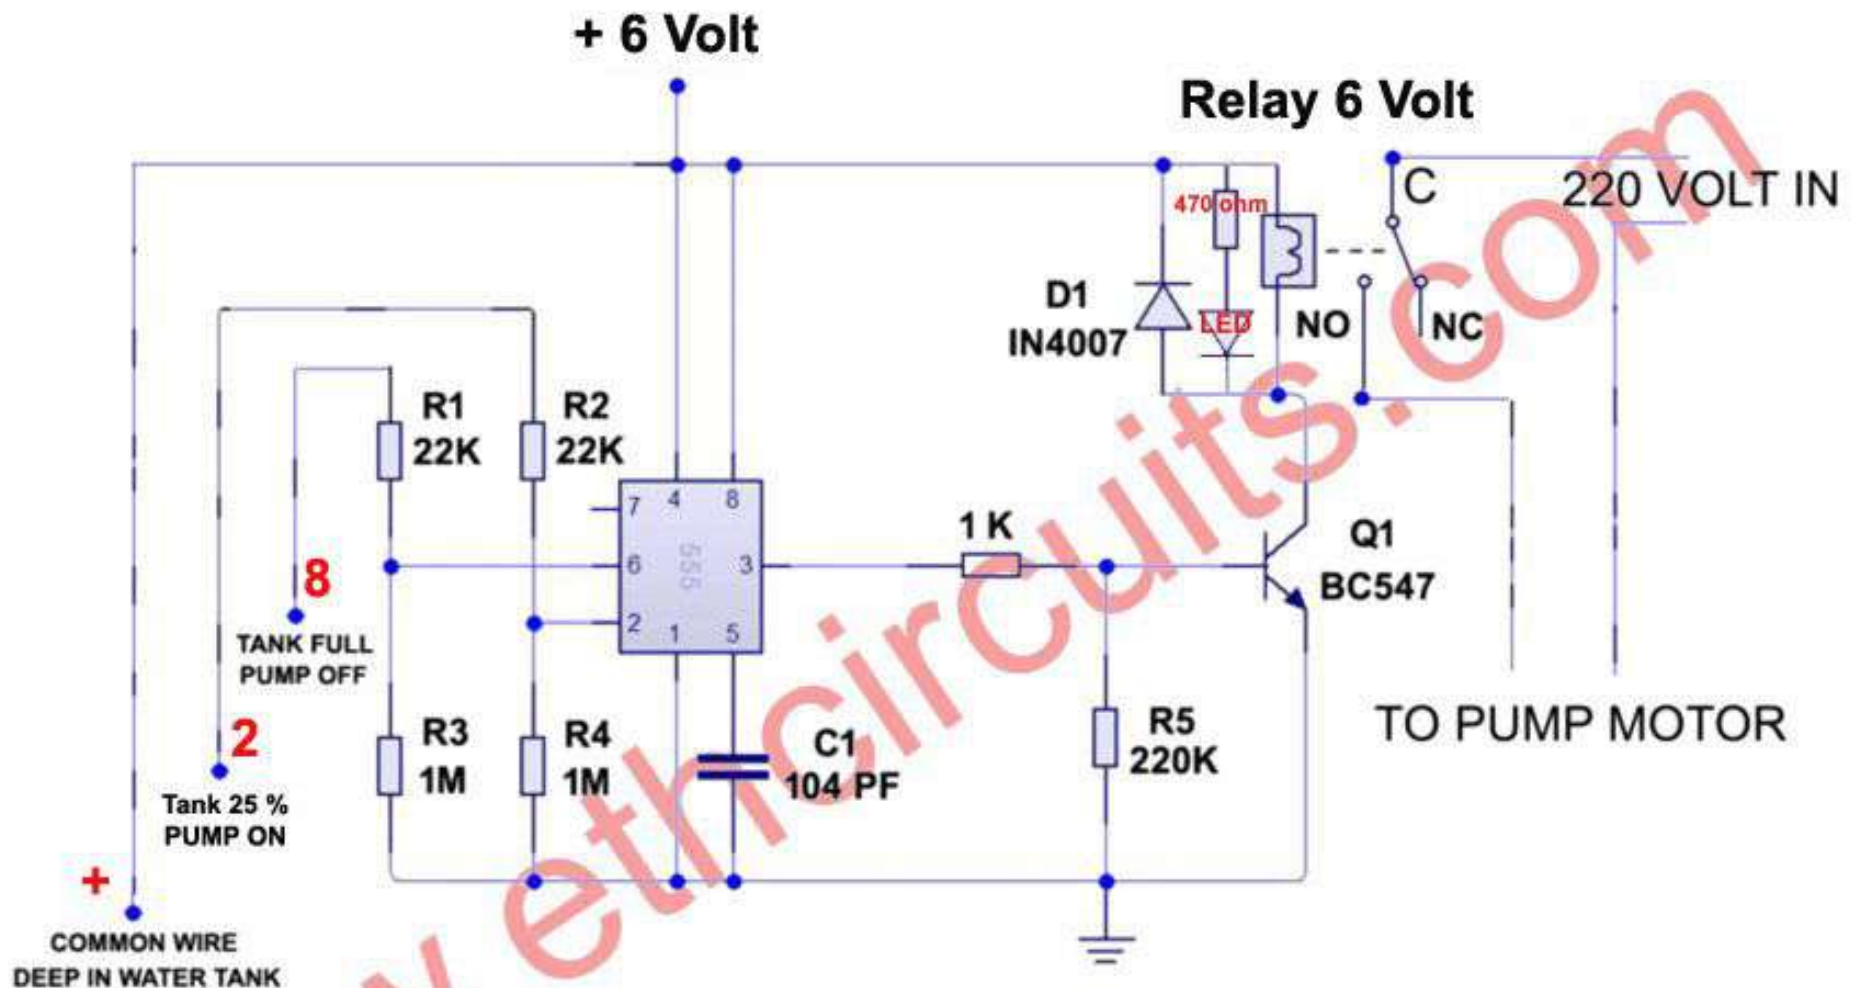 + 6 Volt
Relay 6 Volt
C
220 VOLT IN
470 ohm
D1
IN4007
LED
NO
NC
R1
22K
R2
22K
7
4
8
6
555
3
2
1
5
1 K
Q1
BC547
8
TANK FULL
PUMP OFF
2
Tank 25 %
PUMP ON
R3
1M
R4
1M
C1
104 PF
R5
220K
TO PUMP MOTOR
+
COMMON WIRE
DEEP IN WATER TANK
ethcircuits.com